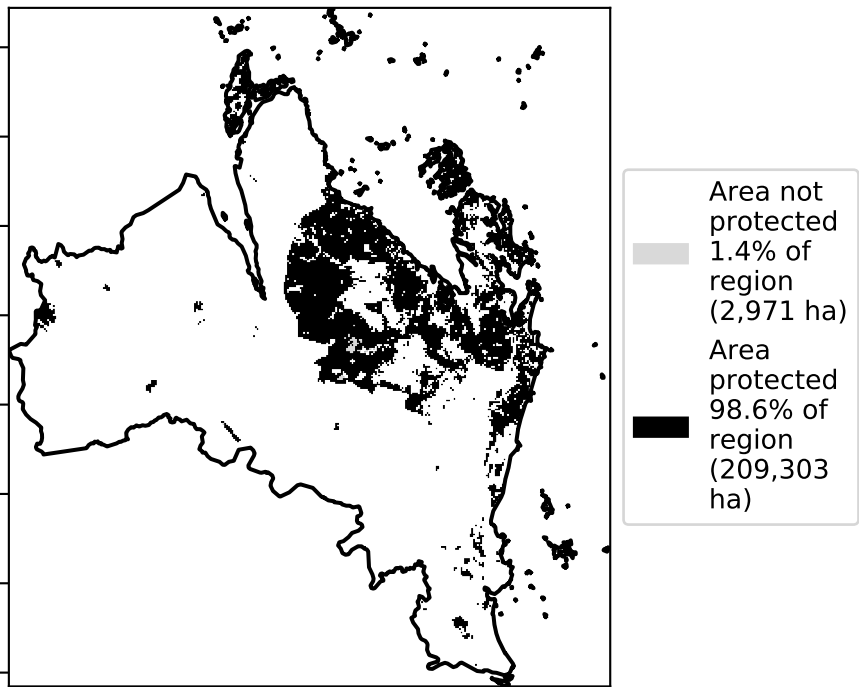 Area not
protected
1.4% of
region
(2,971 ha)
Area
protected
98.6% of
region
(209,303
ha)